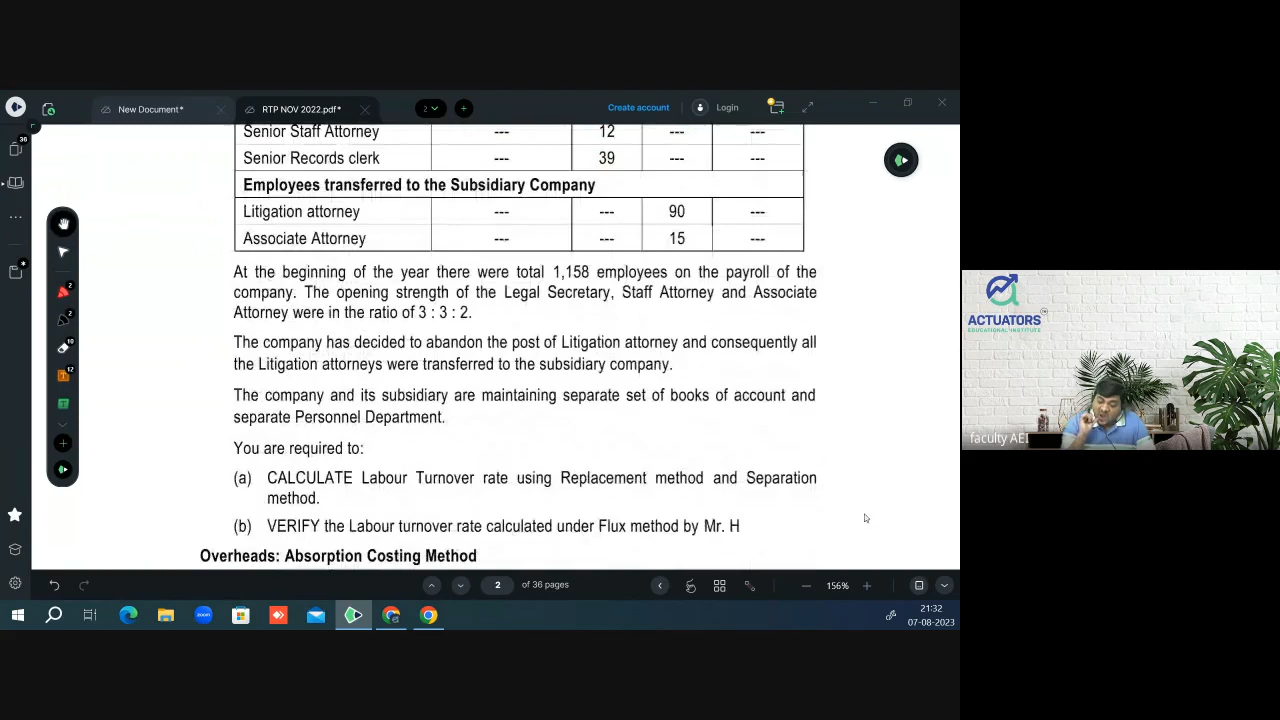 New Document*
RTP NOV 2022.pdf*
2
Create account
Login
36
Senior Staff Attorney --- 12 --- ---
Senior Records clerk --- 39 --- ---
Employees transferred to the Subsidiary Company
Litigation attorney --- --- 90 ---
Associate Attorney --- --- 15 ---
At the beginning of the year there were total 1,158 employees on the payroll of the
company. The opening strength of the Legal Secretary, Staff Attorney and Associate
Attorney were in the ratio of 3 : 3 : 2.
The company has decided to abandon the post of Litigation attorney and consequently all
the Litigation attorneys were transferred to the subsidiary company.
The company and its subsidiary are maintaining separate set of books of account and
separate Personnel Department.
You are required to:
(a) CALCULATE Labour Turnover rate using Replacement method and Separation
method.
(b) VERIFY the Labour turnover rate calculated under Flux method by Mr. H
Overheads: Absorption Costing Method
2
2
10
12
2 of 36 pages
156%
zoom
21:32
07-08-2023
ACTUATORS
EDUCATIONAL INSTITUTE
faculty AEI